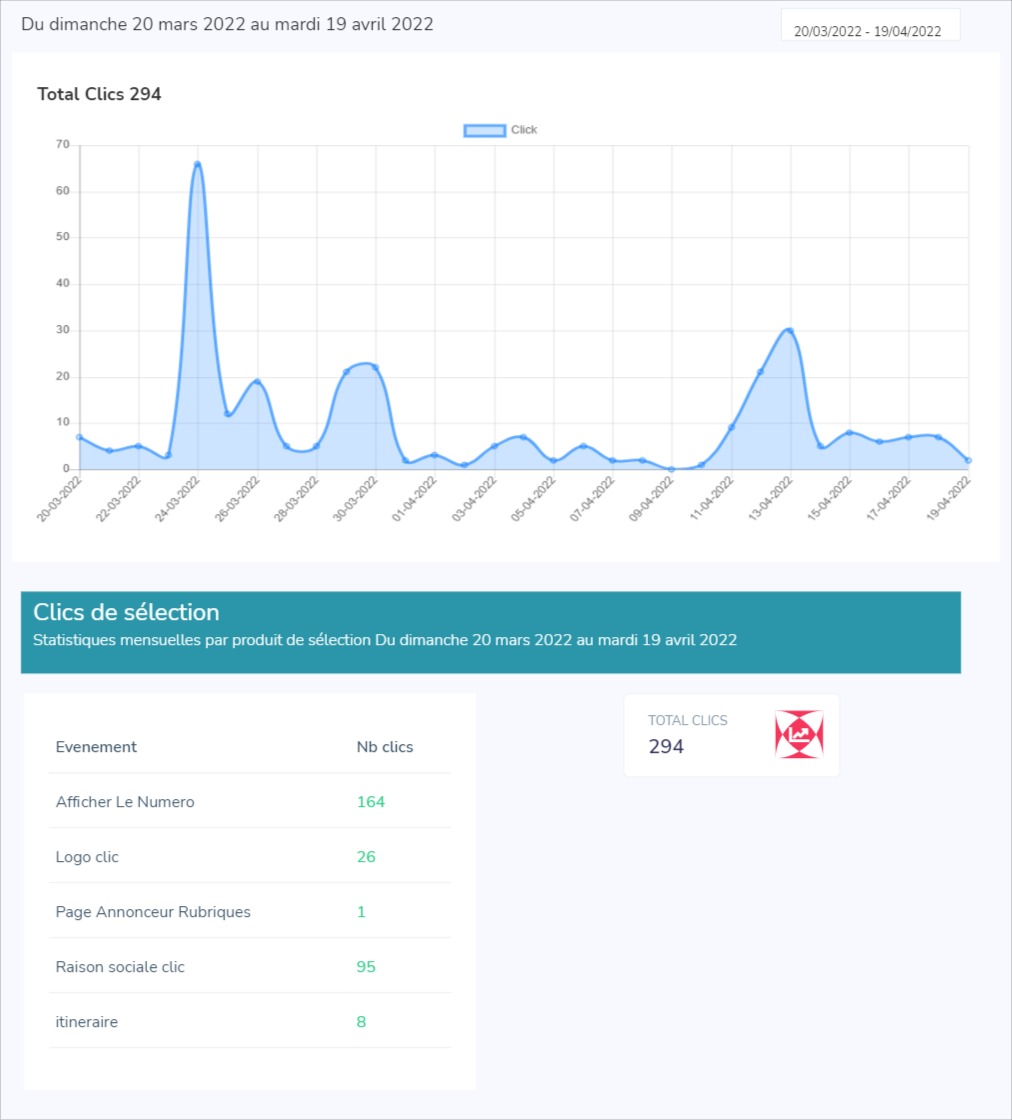 Du dimanche 20 mars 2022 au mardi 19 avril 2022
20/03/2022 - 19/04/2022
Total Clics 294
Click
70
60
50
40
30
20
10
0
20-03-2022
22-03-2022
24-03-2022
26-03-2022
28-03-2022
30-03-2022
01-04-2022
03-04-2022
05-04-2022
07-04-2022
09-04-2022
11-04-2022
13-04-2022
15-04-2022
17-04-2022
19-04-2022
Clics de sélection
Statistiques mensuelles par produit de sélection Du dimanche 20 mars 2022 au mardi 19 avril 2022
TOTAL CLICS
294
Evenement Nb clics
Afficher Le Numero 164
Logo clic 26
Page Annonceur Rubriques 1
Raison sociale clic 95
itineraire 8